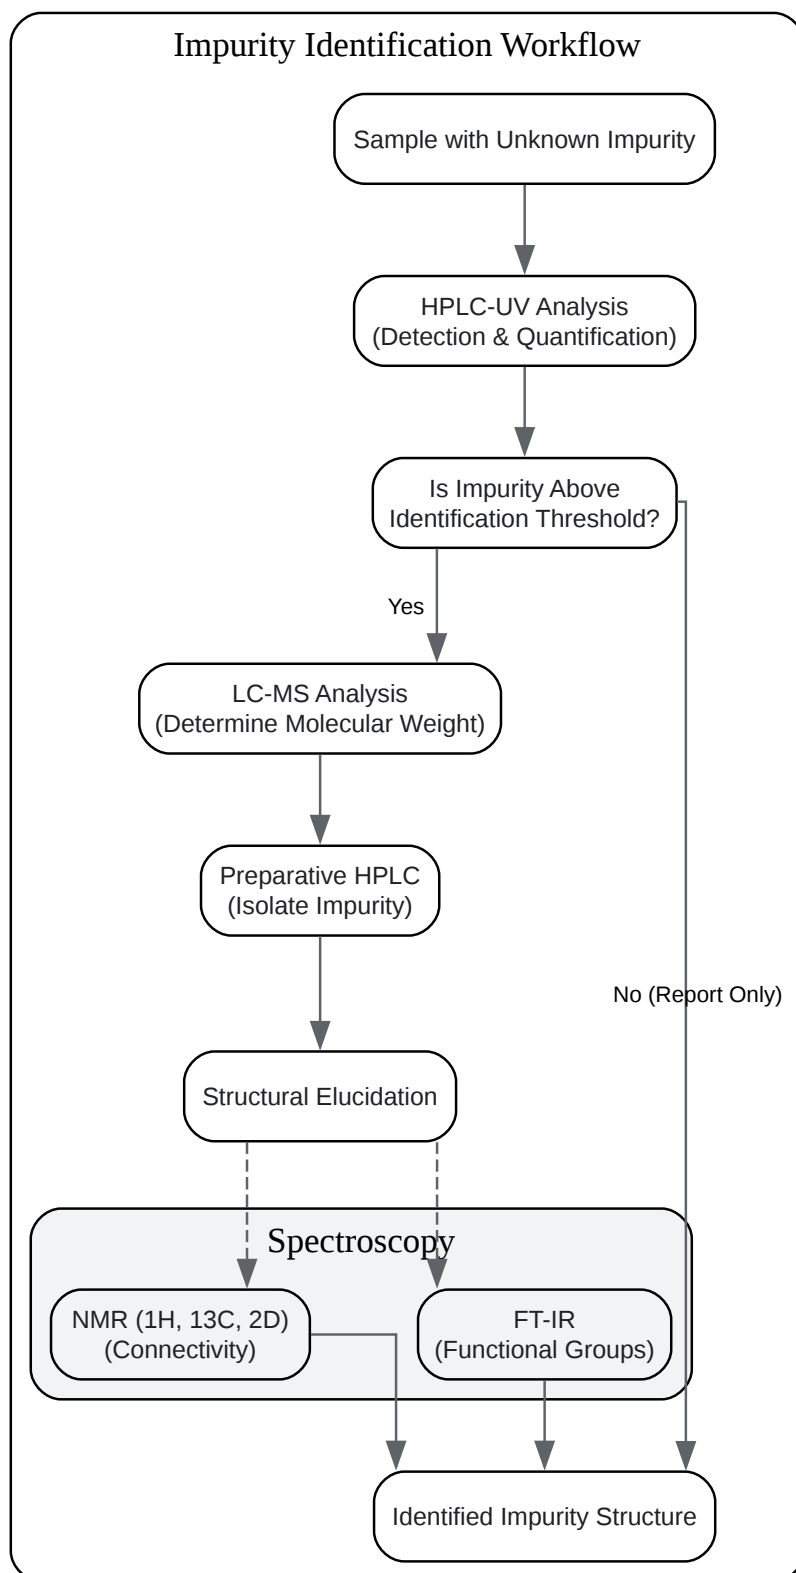 Impurity Identification Workflow
Sample with Unknown Impurity
HPLC-UV Analysis
(Detection & Quantification)
Is Impurity Above
Identification Threshold?
Yes
LC-MS Analysis
(Determine Molecular Weight)
Preparative HPLC
(Isolate Impurity)
No (Report Only)
Structural Elucidation
Spectroscopy
NMR (1H, 13C, 2D)
(Connectivity)
FT-IR
(Functional Groups)
Identified Impurity Structure